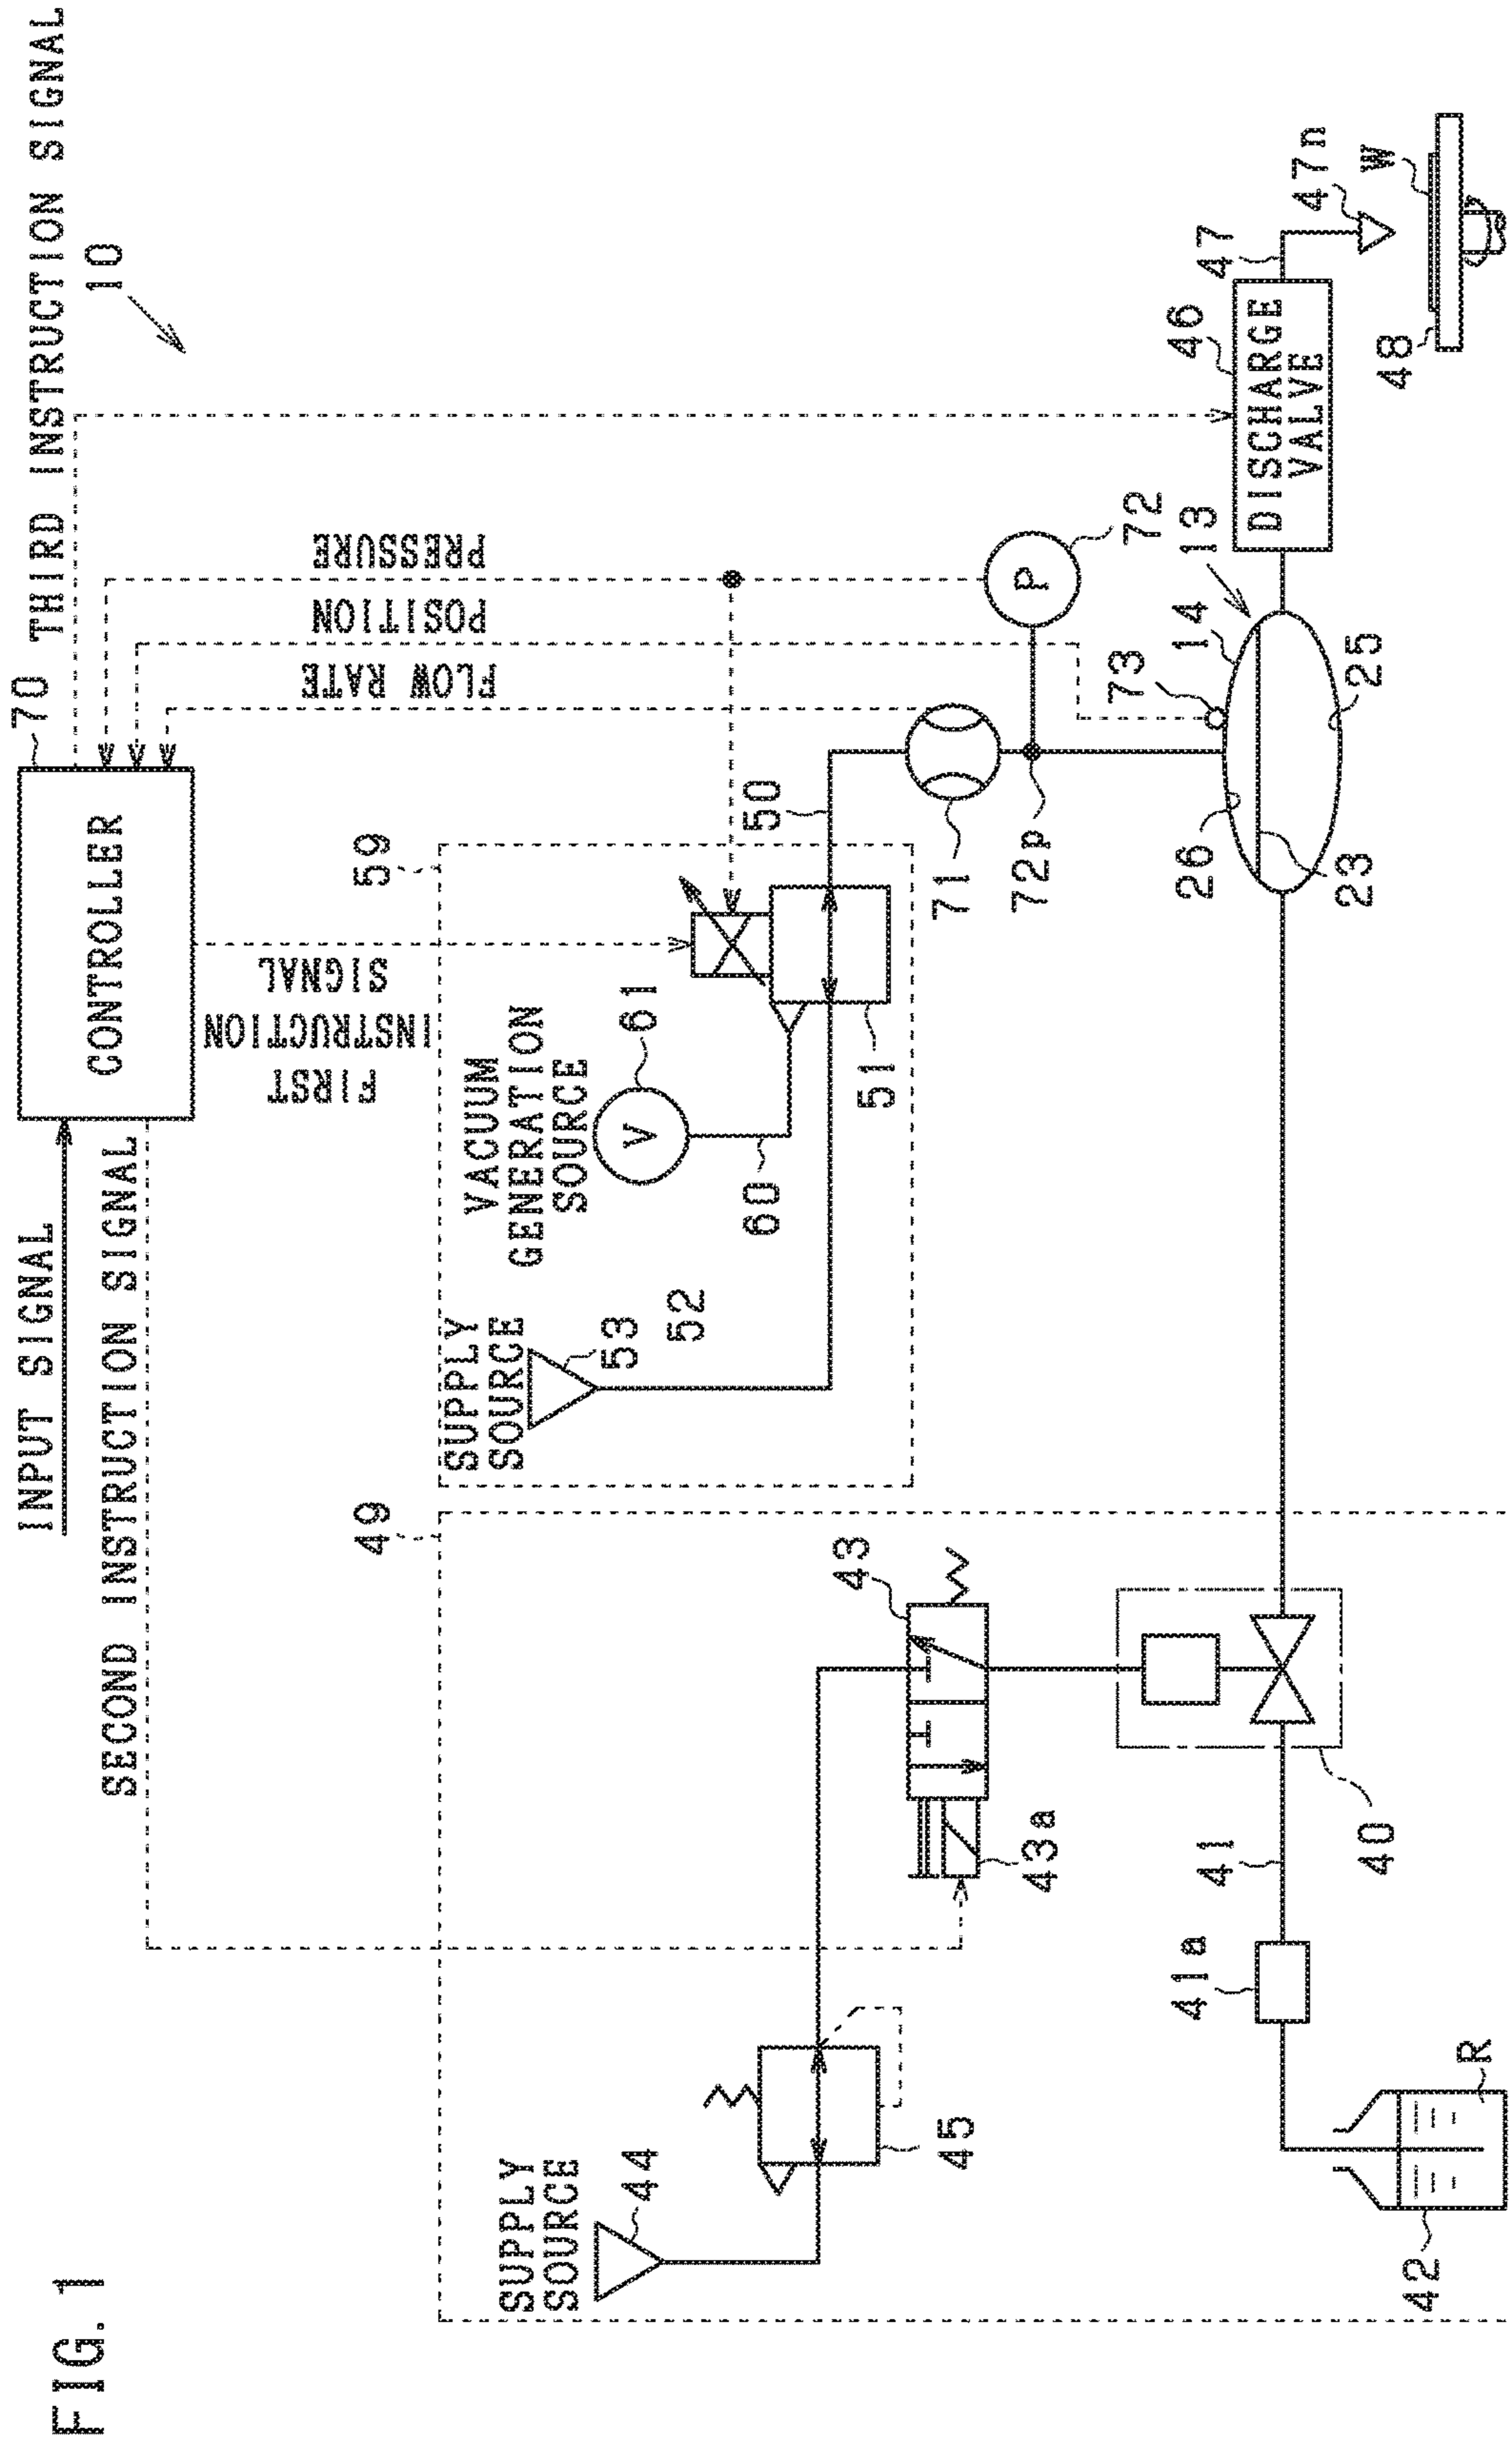 FIG. 1
INPUT SIGNAL
70
THIRD INSTRUCTION SIGNAL
CONTROLLER
SECOND INSTRUCTION SIGNAL
10
FIRST
INSTRUCTION
SIGNAL
FLOW RATE
POSITION
PRESSURE
49
59
SUPPLY
SOURCE
VACUUM
GENERATION
SOURCE
SUPPLY
SOURCE
44
53
61
52
60
50
45
43
51
71
P
72
43a
72p
V
41a
41
26
14
73
13
46
47
DISCHARGE
VALVE
47n
40
23
25
48
W
42
R